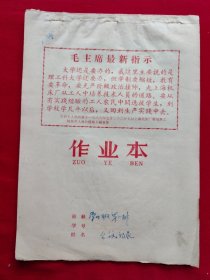 毛主席最新指示
大学还是要办的，我这里主要说的是
理工科大学还要办，但学制要缩短，教育
要革命，要无产阶级政治挂帅，走上海机
床厂从工人中培养技术人员的道路。要从
有实践经验的工人农民中间选拔学生，到
学校学几年以后，又回到生产实践中去。
作业本
ZUO YE BEN
班级
学号
姓名